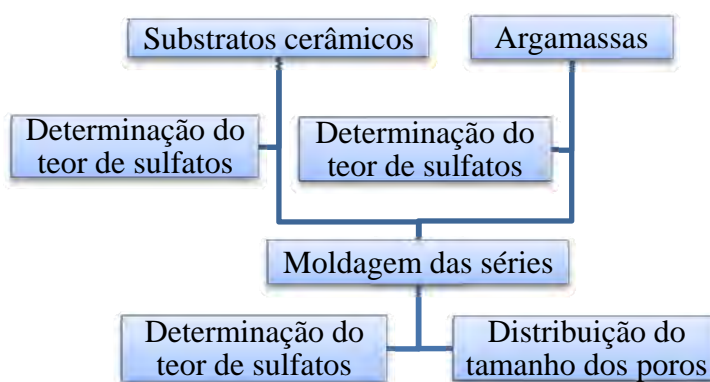 Substratos cerâmicos
Argamassas
Determinação do
teor de sulfatos
Determinação do
teor de sulfatos
Moldagem das séries
Determinação do
teor de sulfatos
Distribuição do
tamanho dos poros